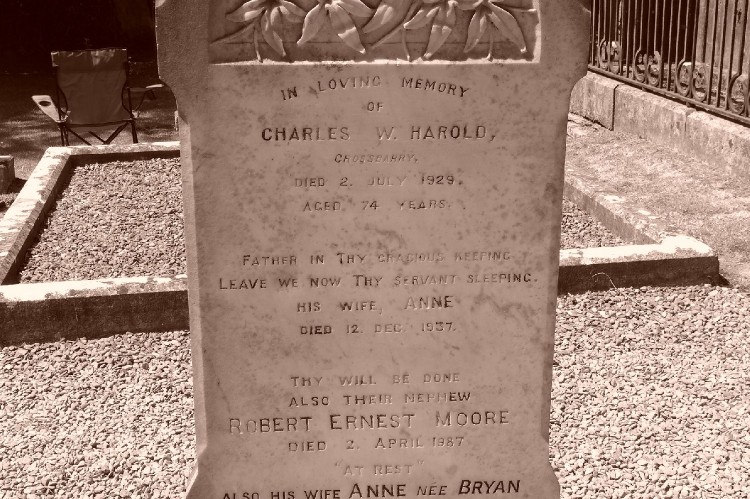 IN LOVING MEMORY
OF
CHARLES W. HAROLD,
CROSSBARRY,
DIED 2. JULY 1929.
AGED 74 YEARS.
FATHER IN THY GRACIOUS KEEPING
LEAVE WE NOW THY SERVANT SLEEPING.
HIS WIFE, ANNE
DIED 12. DEC. 1937.
THY WILL BE DONE
ALSO THEIR NEPHEW
ROBERT ERNEST MOORE
DIED 2. APRIL 1987
"AT REST"
ALSO HIS WIFE ANNE NÉE BRYAN